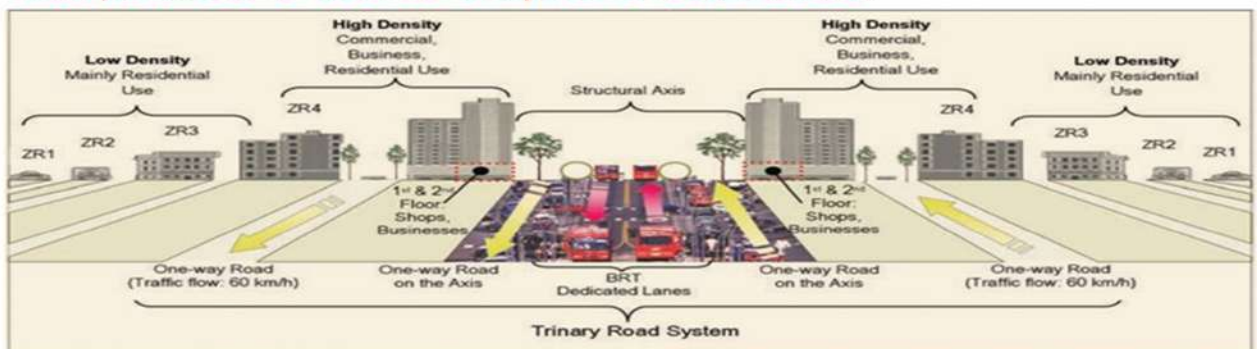 High Density
Commercial,
Business,
Residential Use
High Density
Commercial,
Business,
Residential Use
Low Density
Mainly Residential
Use
Low Density
Mainly Residential
Use
Structural Axis
ZR4
ZR4
ZR3
ZR2
ZR1
ZR3
ZR2
ZR1
1st & 2nd
Floor:
Shops,
Businesses
1st & 2nd
Floor:
Shops,
Businesses
One-way Road
(Traffic flow: 60 km/h)
One-way Road
on the Axis
BRT
Dedicated Lanes
One-way Road
on the Axis
One-way Road
(Traffic flow: 60 km/h)
Trinary Road System